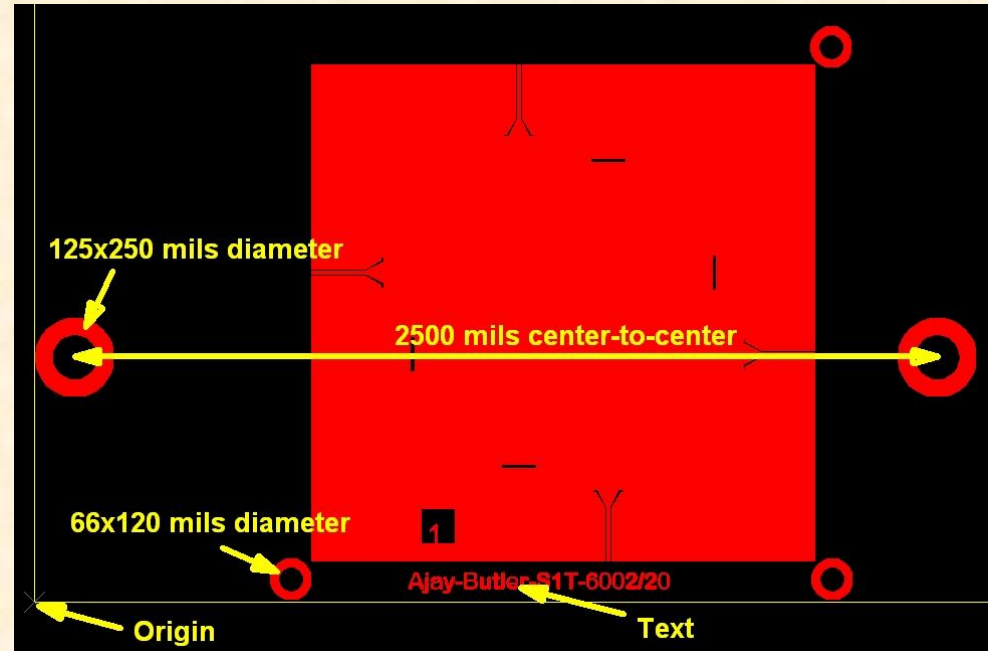 125x250 mils diameter
2500 mils center-to-center
66x120 mils diameter
1
Ajay-Butler-S1T-6002/20
Origin
Text